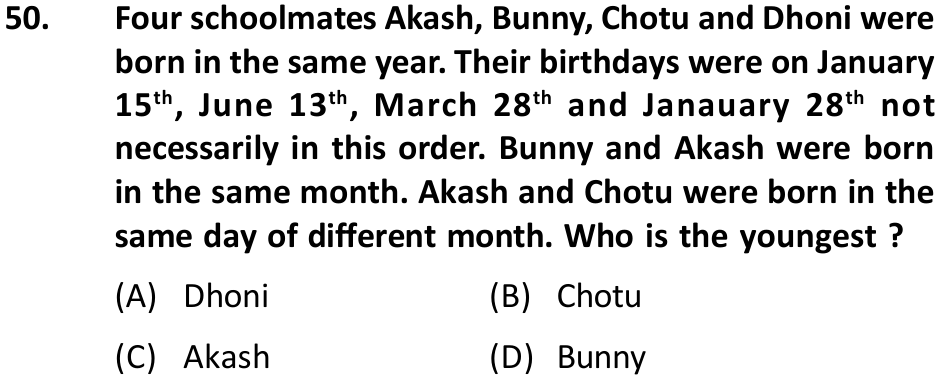 50. Four schoolmates Akash, Bunny, Chotu and Dhoni were
born in the same year. Their birthdays were on January
15th, June 13th, March 28th and Janauary 28th not
necessarily in this order. Bunny and Akash were born
in the same month. Akash and Chotu were born in the
same day of different month. Who is the youngest ?
(A) Dhoni (B) Chotu
(C) Akash (D) Bunny